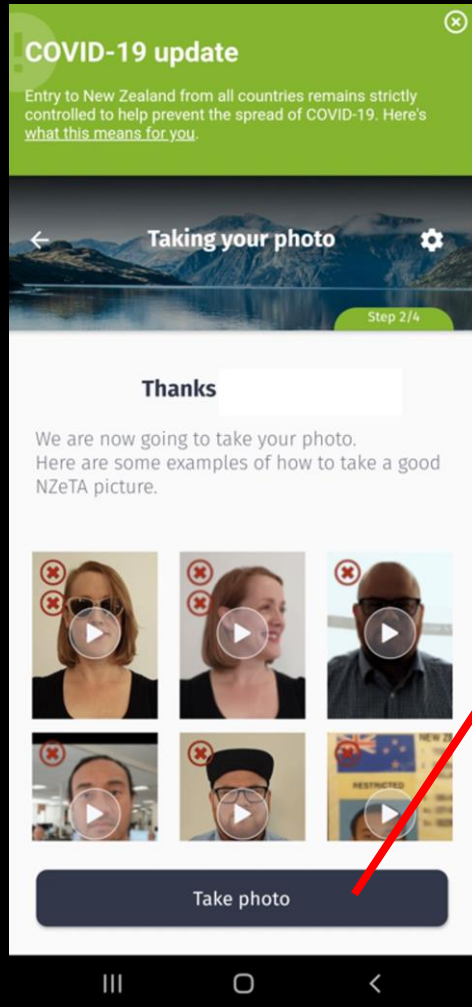 COVID-19 update
Entry to New Zealand from all countries remains strictly
controlled to help prevent the spread of COVID-19. Here's
what this means for you.
Taking your photo
Step 2/4
Thanks
We are now going to take your photo.
Here are some examples of how to take a good
NZeTA picture.
NEW
RESTRICTED
Take photo